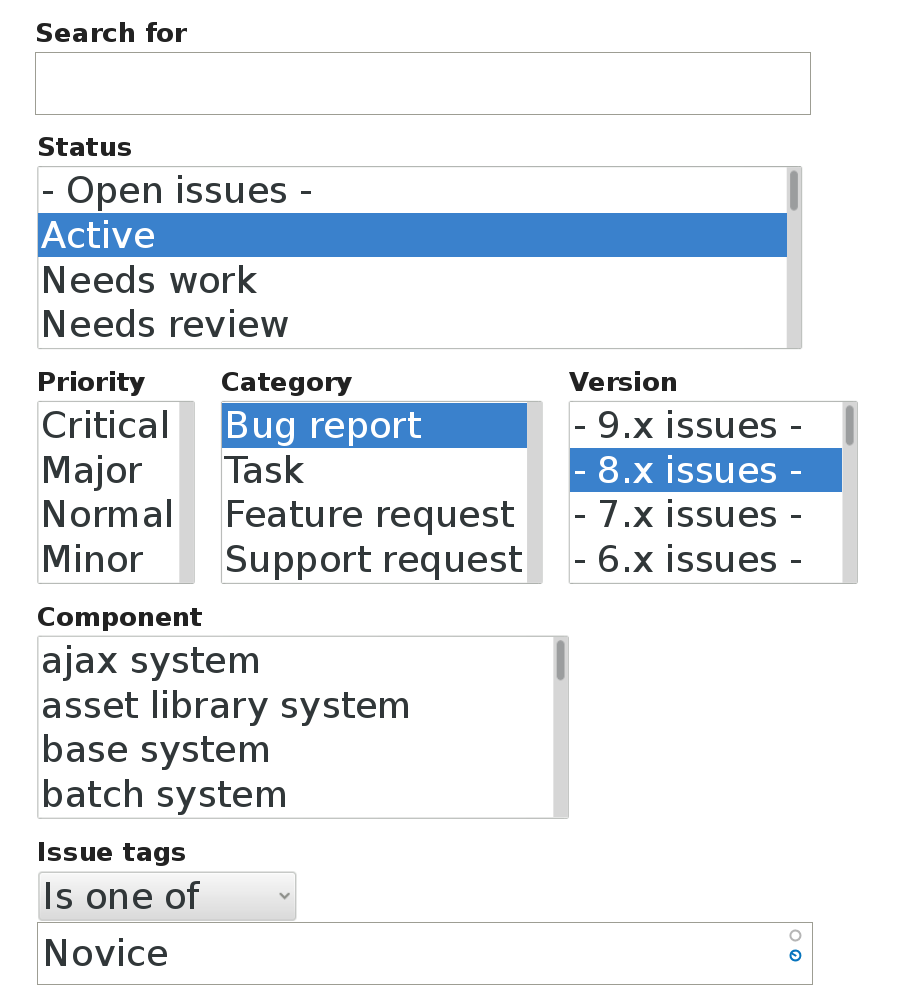 Search for
Status
- Open issues -
Active
Needs work
Needs review
Priority
Critical
Major
Normal
Minor
Category
Bug report
Task
Feature request
Support request
Version
- 9.x issues -
- 8.x issues -
- 7.x issues -
- 6.x issues -
Component
ajax system
asset library system
base system
batch system
Issue tags
Is one of
Novice